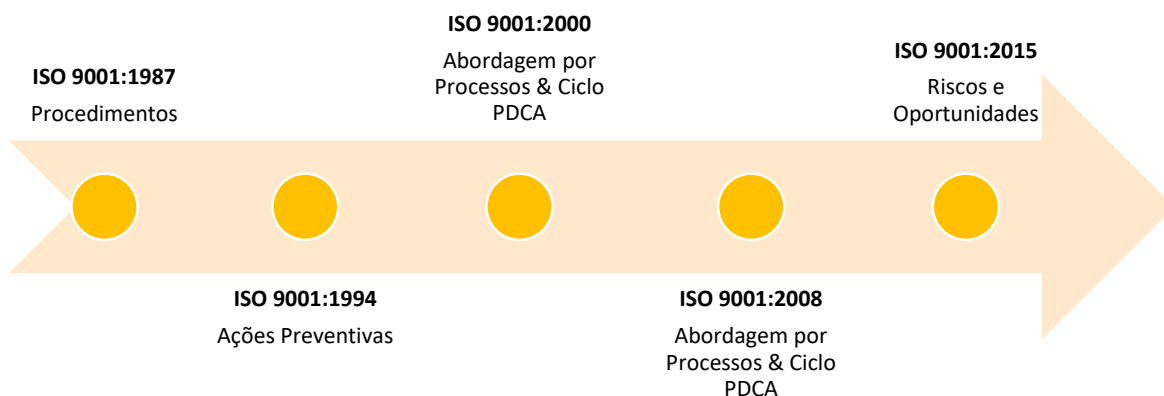 ISO 9001:1987
Procedimentos
ISO 9001:1994
Ações Preventivas
ISO 9001:2000
Abordagem por
Processos & Ciclo
PDCA
ISO 9001:2008
Abordagem por
Processos & Ciclo
PDCA
ISO 9001:2015
Riscos e
Oportunidades